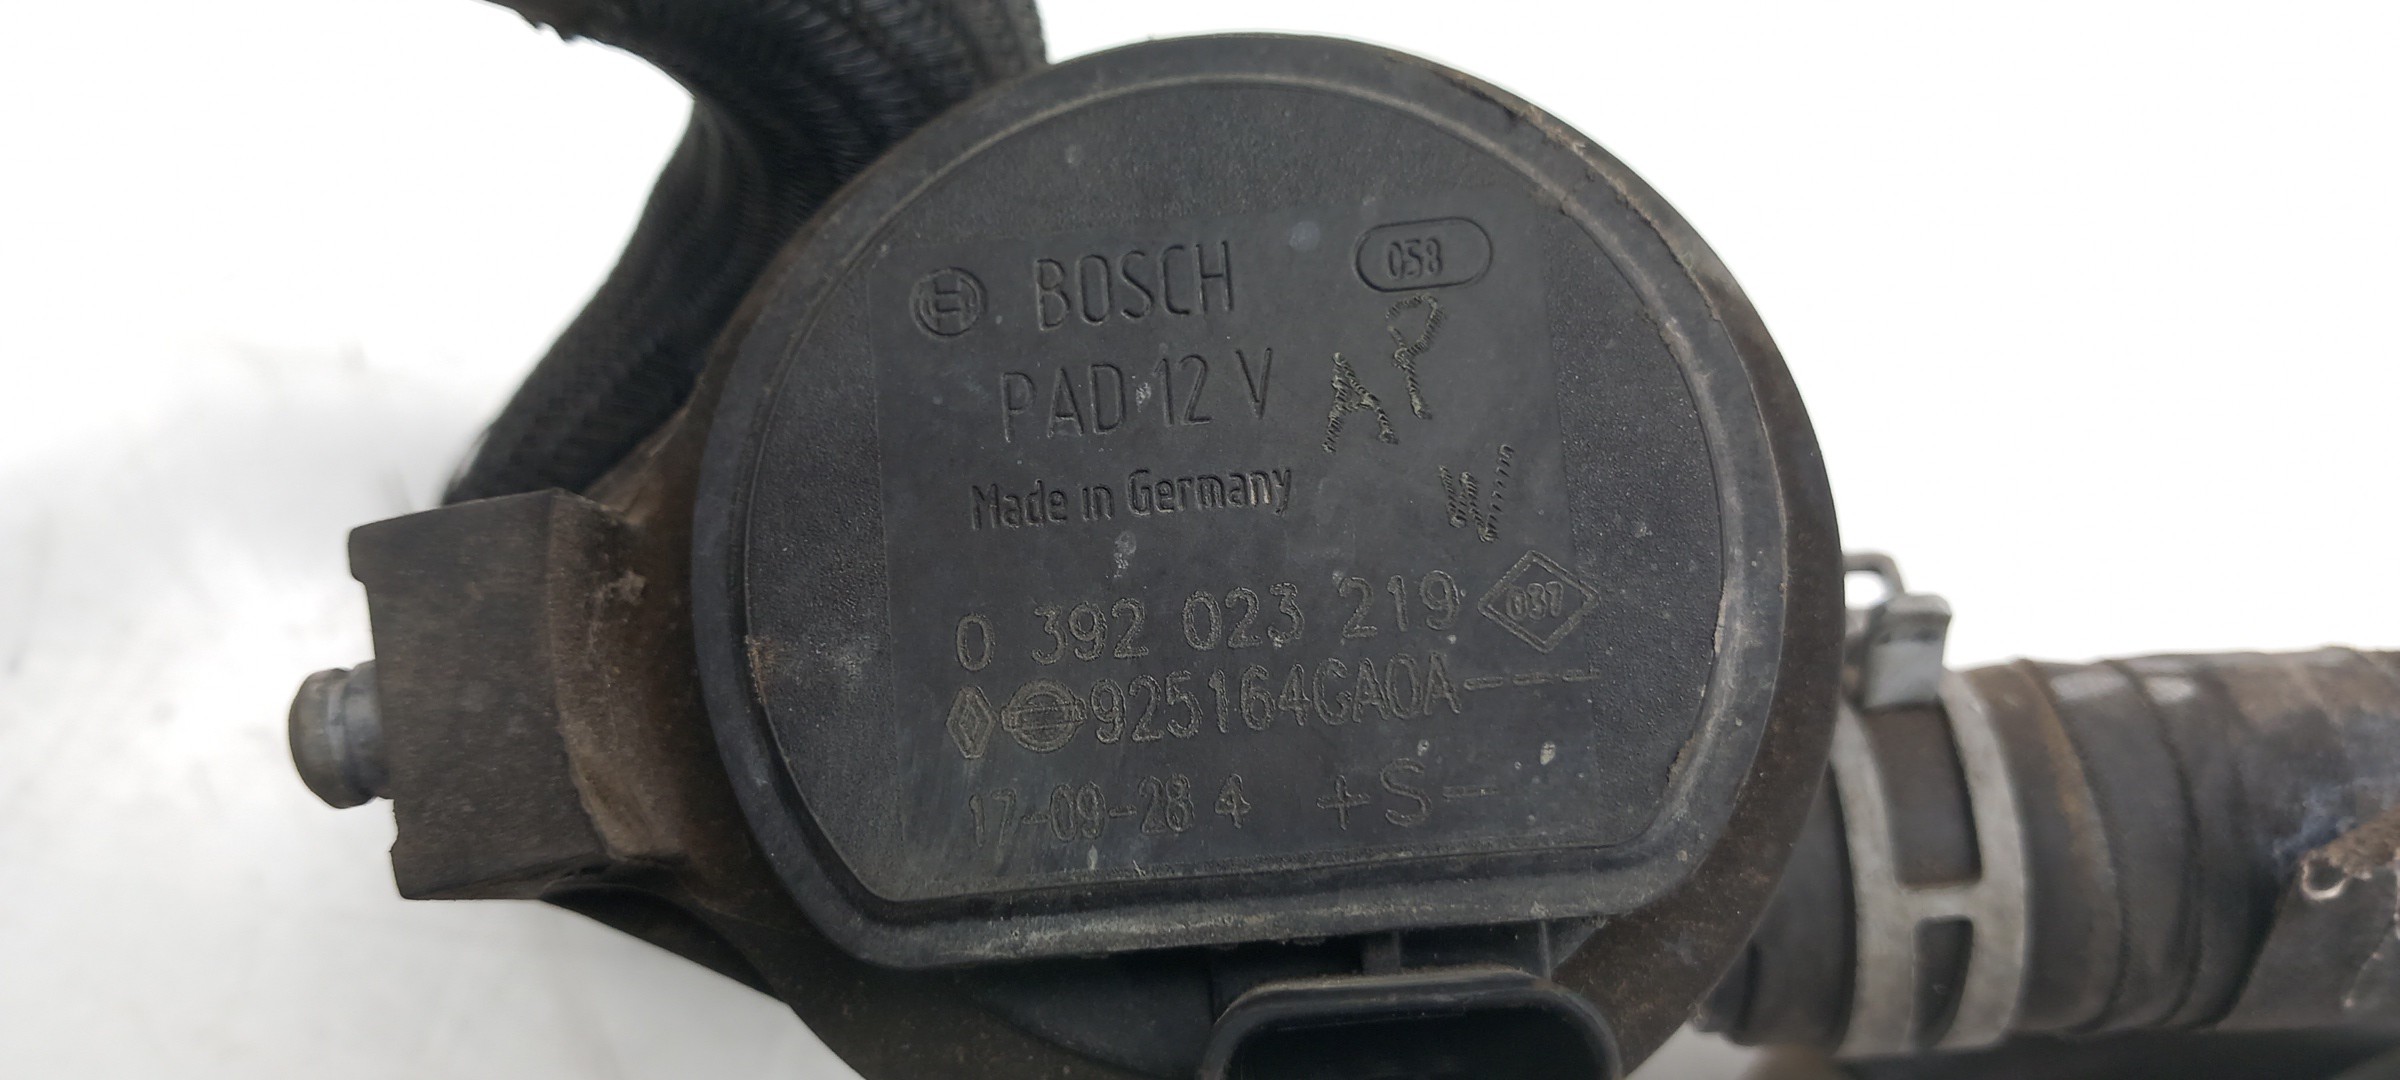 BOSCH 058
PAD 12 V
AP
Made in Germany
V
0 392 023 219 037
925164GA0A----
17-09-28 4 +S-